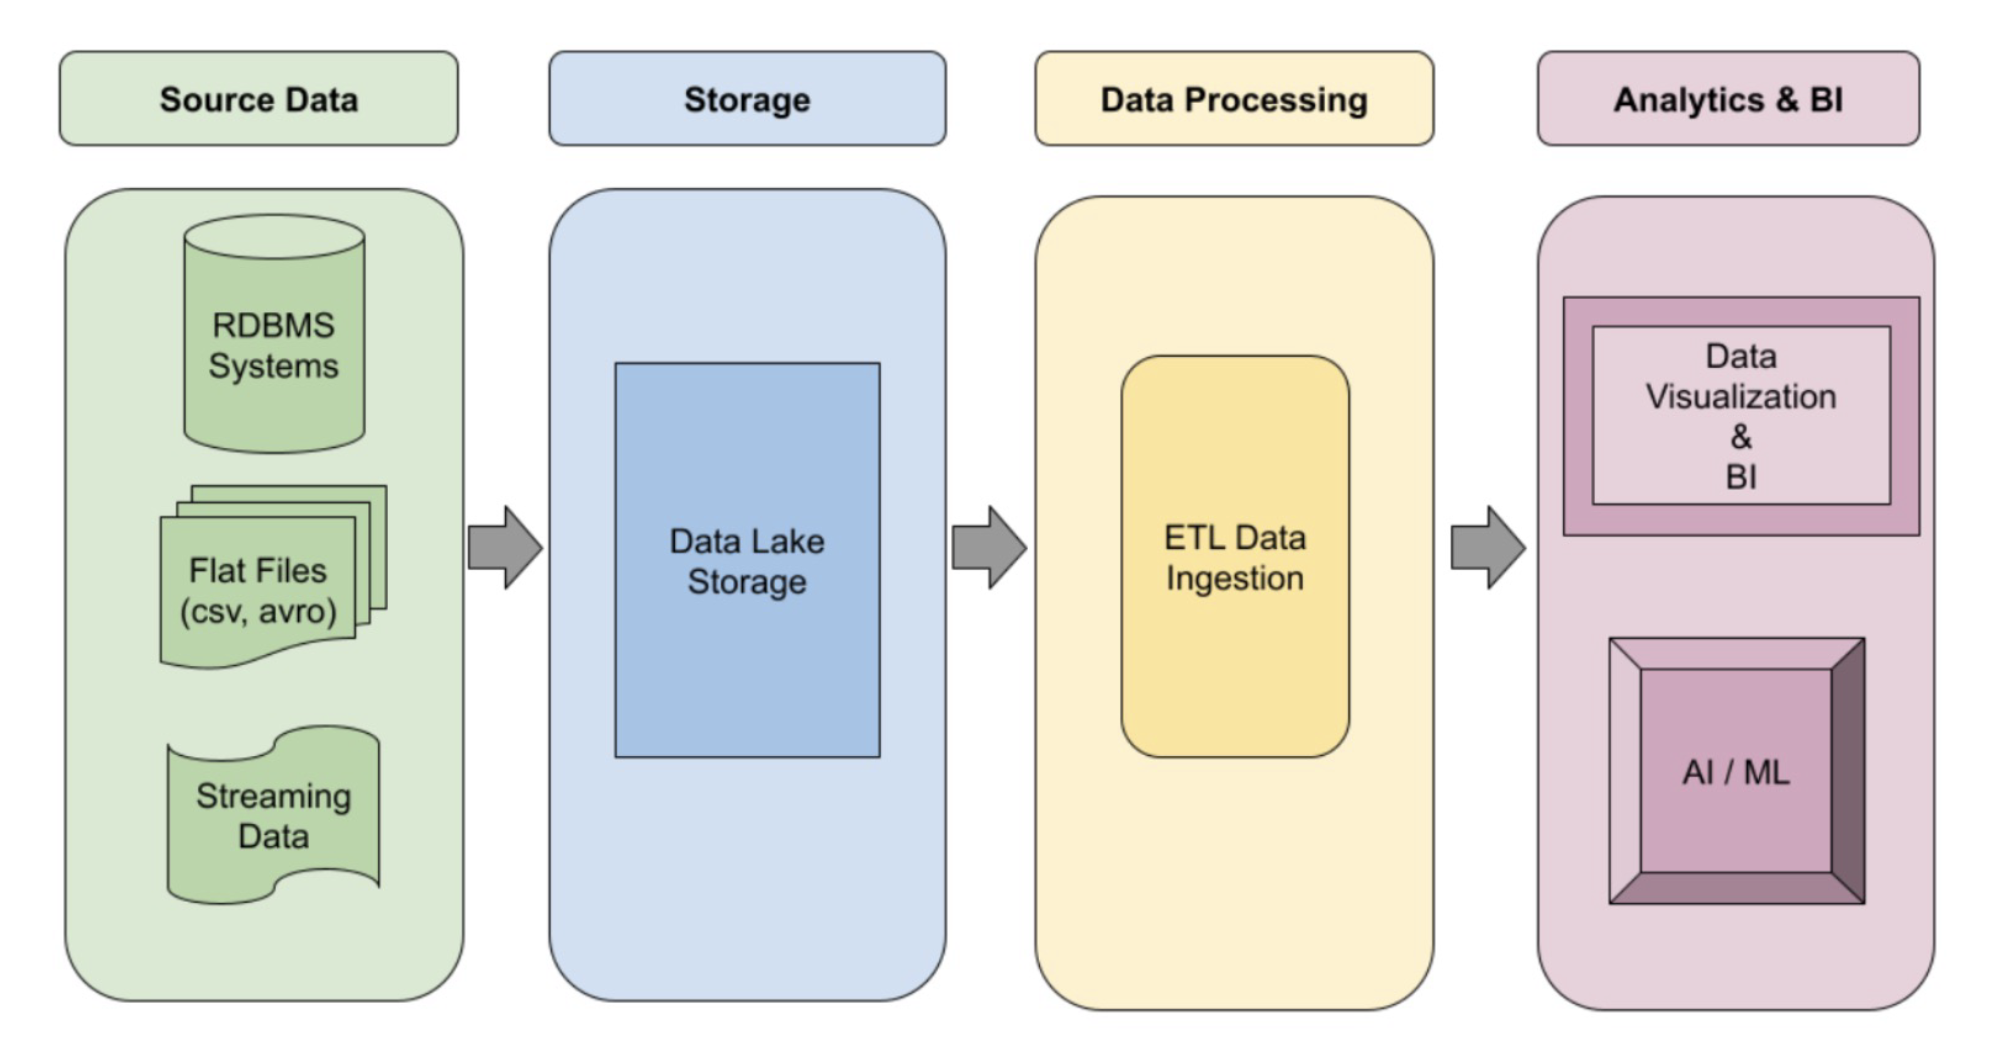 Source Data
Storage
Data Processing
Analytics & BI
RDBMS
Systems
Flat Files
(csv, avro)
Streaming
Data
Data Lake
Storage
ETL Data
Ingestion
Data
Visualization
&
BI
AI / ML